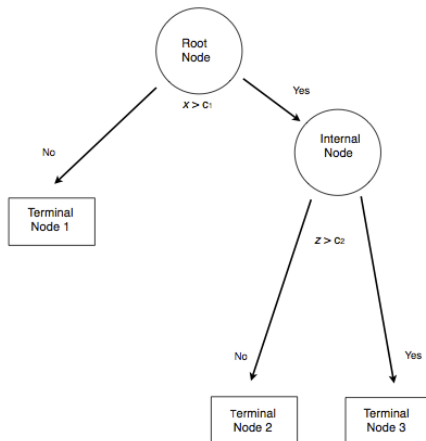 Root
Node
x > c₁
Yes
No
Internal
Node
Terminal
Node 1
z > c₂
No
Yes
Terminal
Node 2
Terminal
Node 3